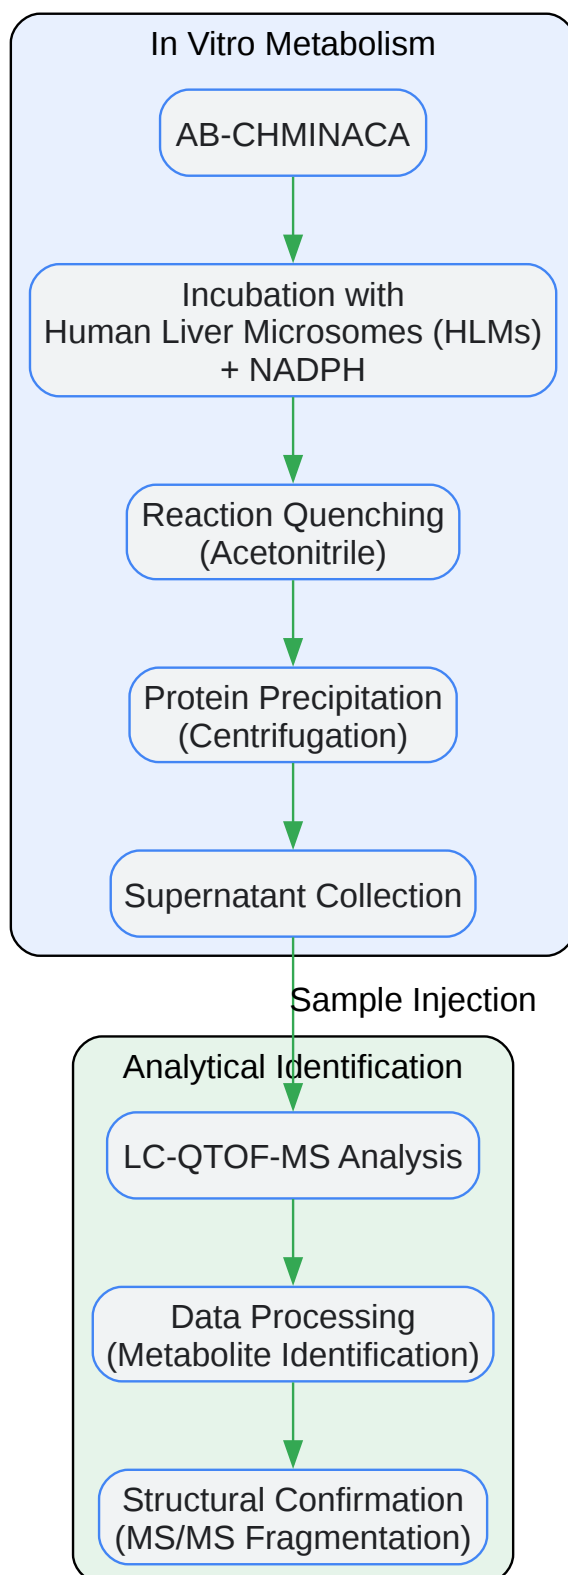 In Vitro Metabolism
AB-CHMINACA
Incubation with
Human Liver Microsomes (HLMs)
+ NADPH
Reaction Quenching
(Acetonitrile)
Protein Precipitation
(Centrifugation)
Supernatant Collection
Sample Injection
Analytical Identification
LC-QTOF-MS Analysis
Data Processing
(Metabolite Identification)
Structural Confirmation
(MS/MS Fragmentation)